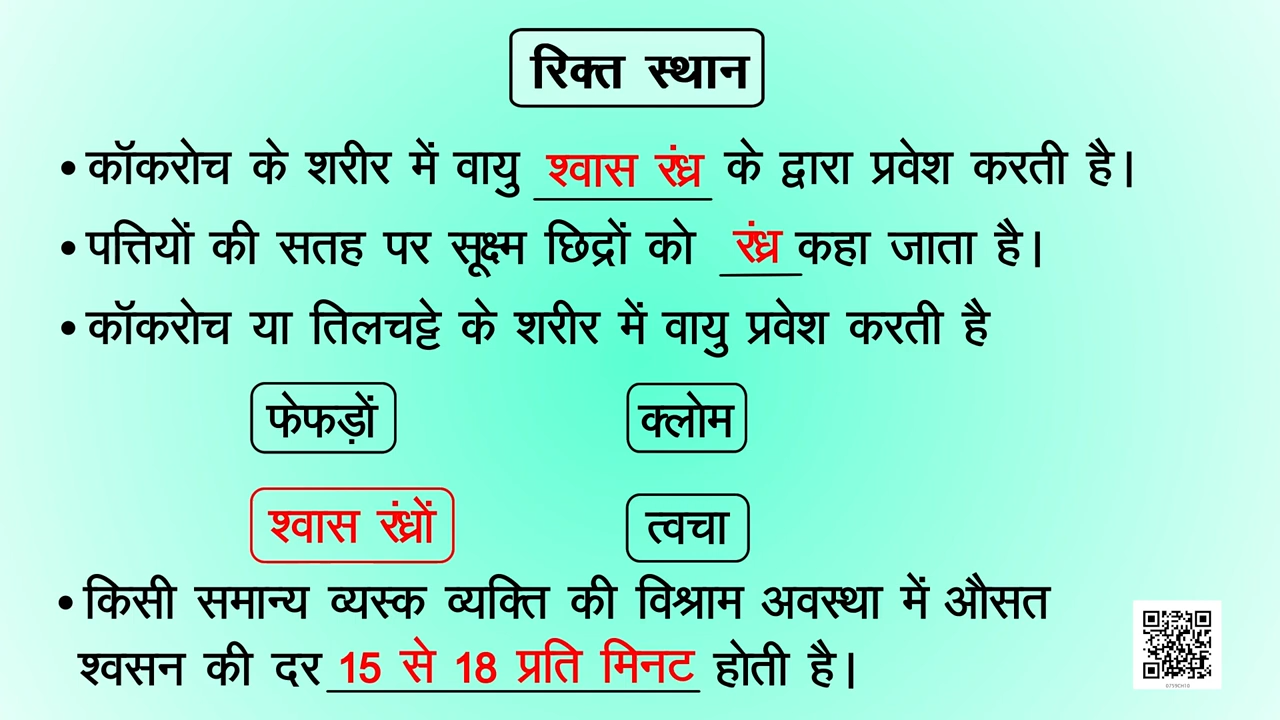 रिक्त स्थान
•कॉकरोच के शरीर में वायु श्वास रंध्र के द्वारा प्रवेश करती है।
•पत्तियों की सतह पर सूक्ष्म छिद्रों को रंध्र कहा जाता है।
•कॉकरोच या तिलचट्टे के शरीर में वायु प्रवेश करती है
फेफड़ों क्लोम
श्वास रंध्रों त्वचा
•किसी समान्य व्यस्क व्यक्ति की विश्राम अवस्था में औसत
श्वसन की दर 15 से 18 प्रति मिनट होती है।
0759CH10